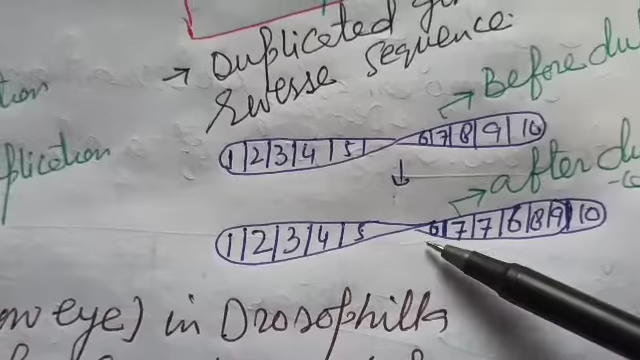 → Duplicated
reverse sequence.
Before du
1 2 3 4 5 6 7 8 9 10
plication
after du
1 2 3 4 5 6 7 7 6 8 9 10
eye) in Drosophilla